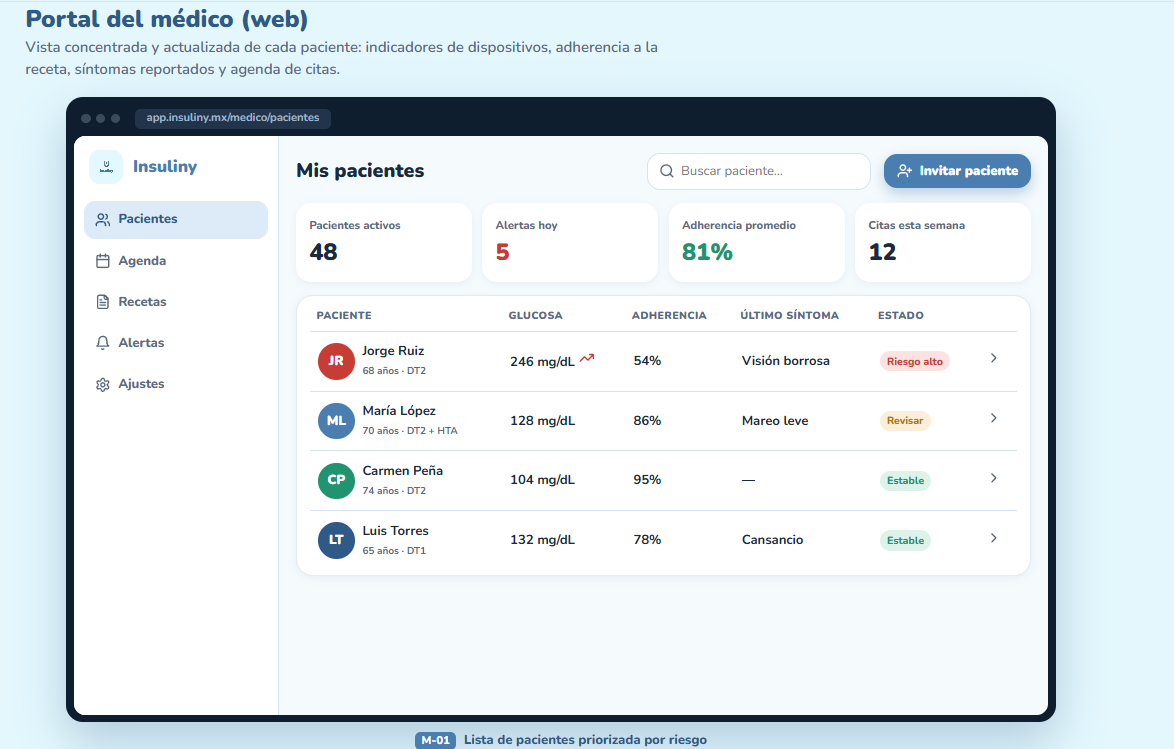 Portal del médico (web)
Vista concentrada y actualizada de cada paciente: indicadores de dispositivos, adherencia a la
receta, síntomas reportados y agenda de citas.
app.insuliny.mx/medico/pacientes
Insuliny
Pacientes
Agenda
Recetas
Alertas
Ajustes
Mis pacientes
Buscar paciente...
Invitar paciente
Pacientes activos
48
Alertas hoy
5
Adherencia promedio
81%
Citas esta semana
12
PACIENTE GLUCOSA ADHERENCIA ÚLTIMO SÍNTOMA ESTADO
JR Jorge Ruiz
68 años · DT2
246 mg/dL 54% Visión borrosa Riesgo alto
ML María López
70 años · DT2 + HTA
128 mg/dL 86% Mareo leve Revisar
CP Carmen Peña
74 años · DT2
104 mg/dL 95% — Estable
LT Luis Torres
65 años · DT1
132 mg/dL 78% Cansancio Estable
M-01 Lista de pacientes priorizada por riesgo